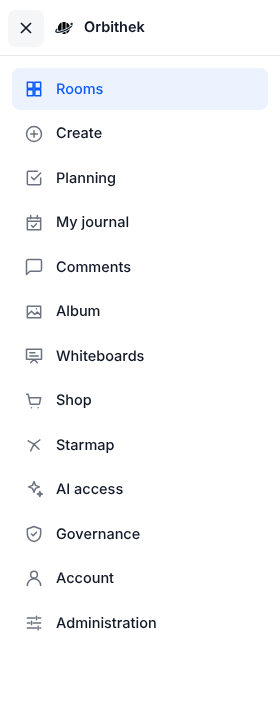 Orbithek
Rooms
Create
Planning
My journal
Comments
Album
Whiteboards
Shop
Starmap
AI access
Governance
Account
Administration